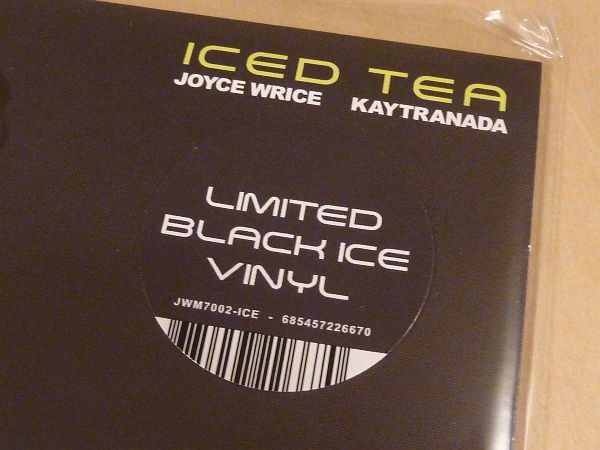 ICED TEA
JOYCE WRICE KAYTRANADA
LIMITED
BLACK ICE
VINYL
JWM7002-ICE - 685457226670